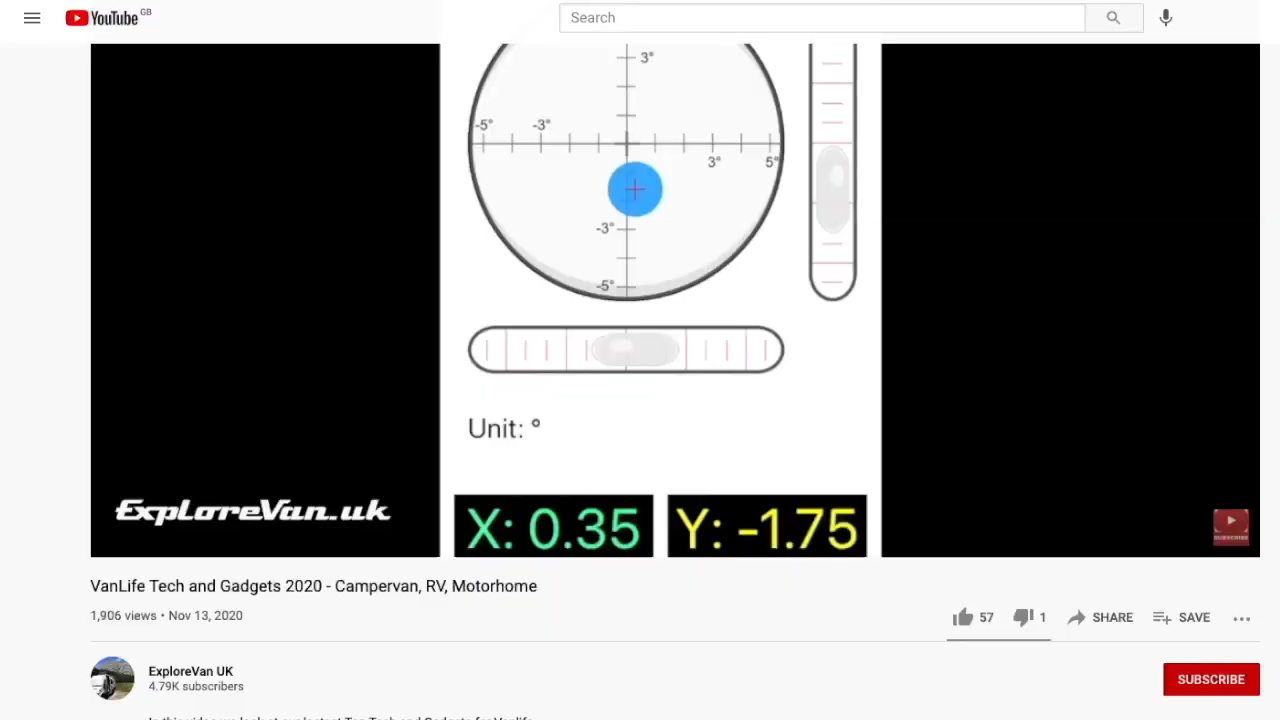 YouTube GB
Search
3°
-5° -3°
3° 5°
-3°
-5°
Unit: °
ExploreVan.uk
X: 0.35 Y: -1.75
SUBSCRIBE
VanLife Tech and Gadgets 2020 - Campervan, RV, Motorhome
1,906 views • Nov 13, 2020
57 1 SHARE SAVE
ExploreVan UK
4.79K subscribers
SUBSCRIBE